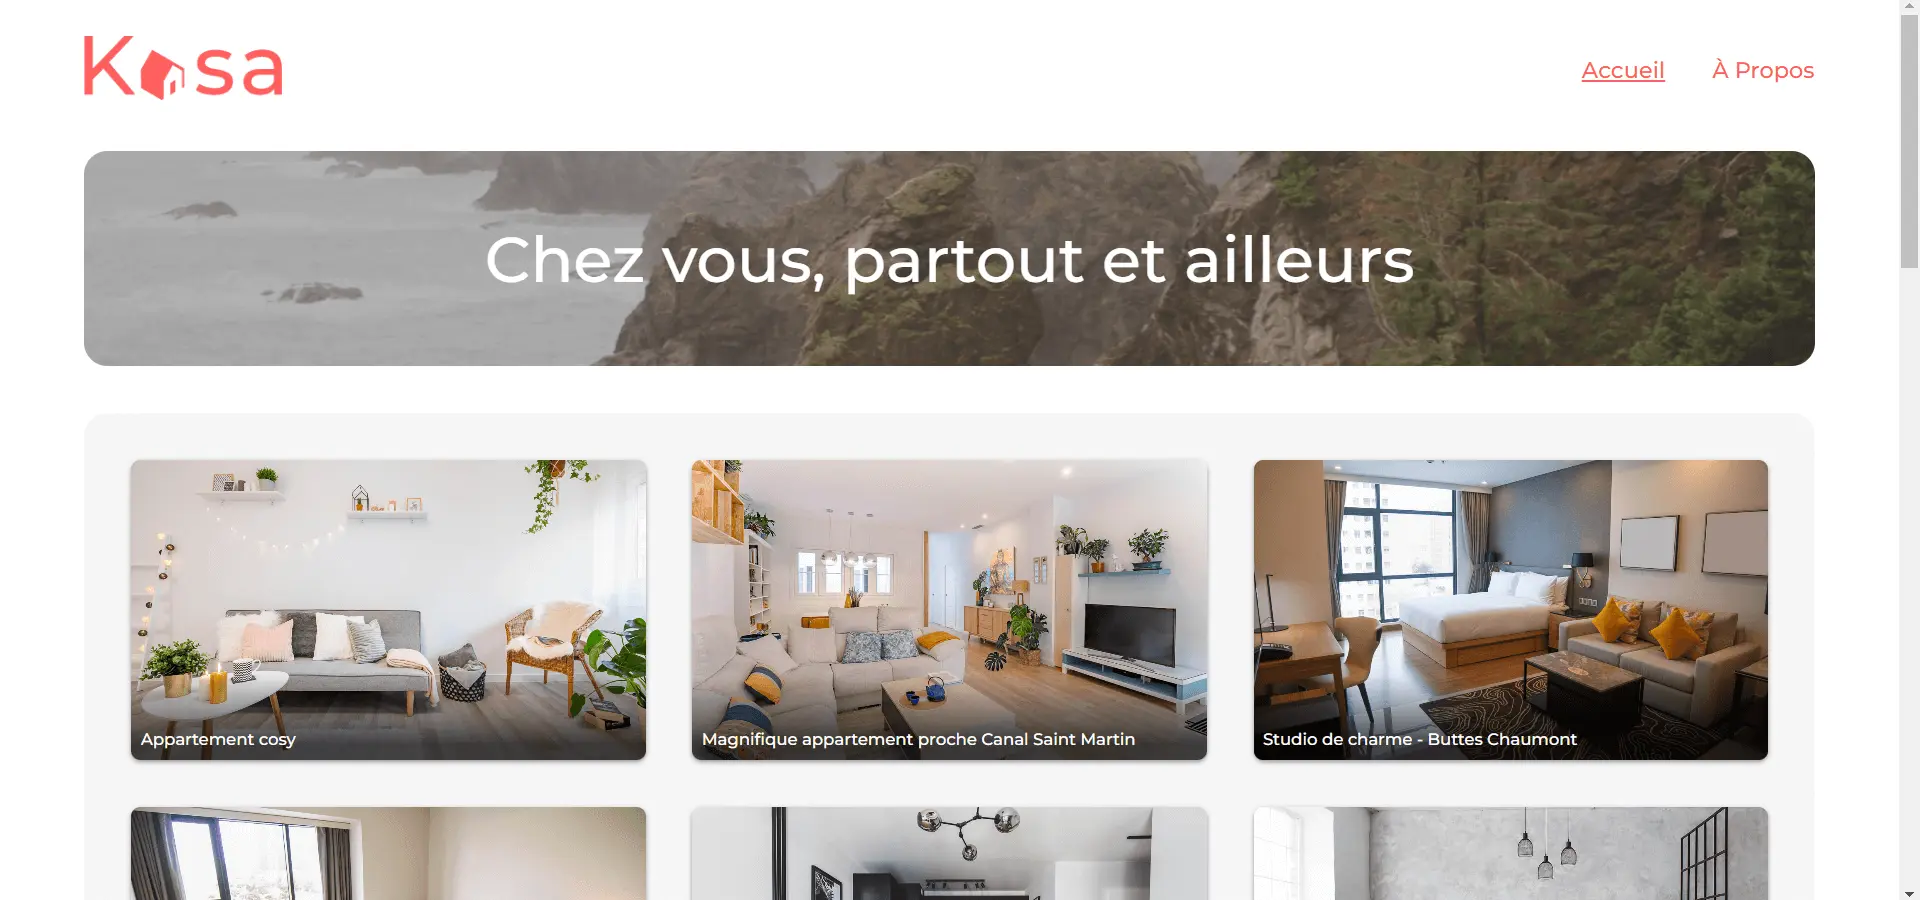 Kasa
Accueil
À Propos
Chez vous, partout et ailleurs
Appartement cosy
Magnifique appartement proche Canal Saint Martin
Studio de charme - Buttes Chaumont